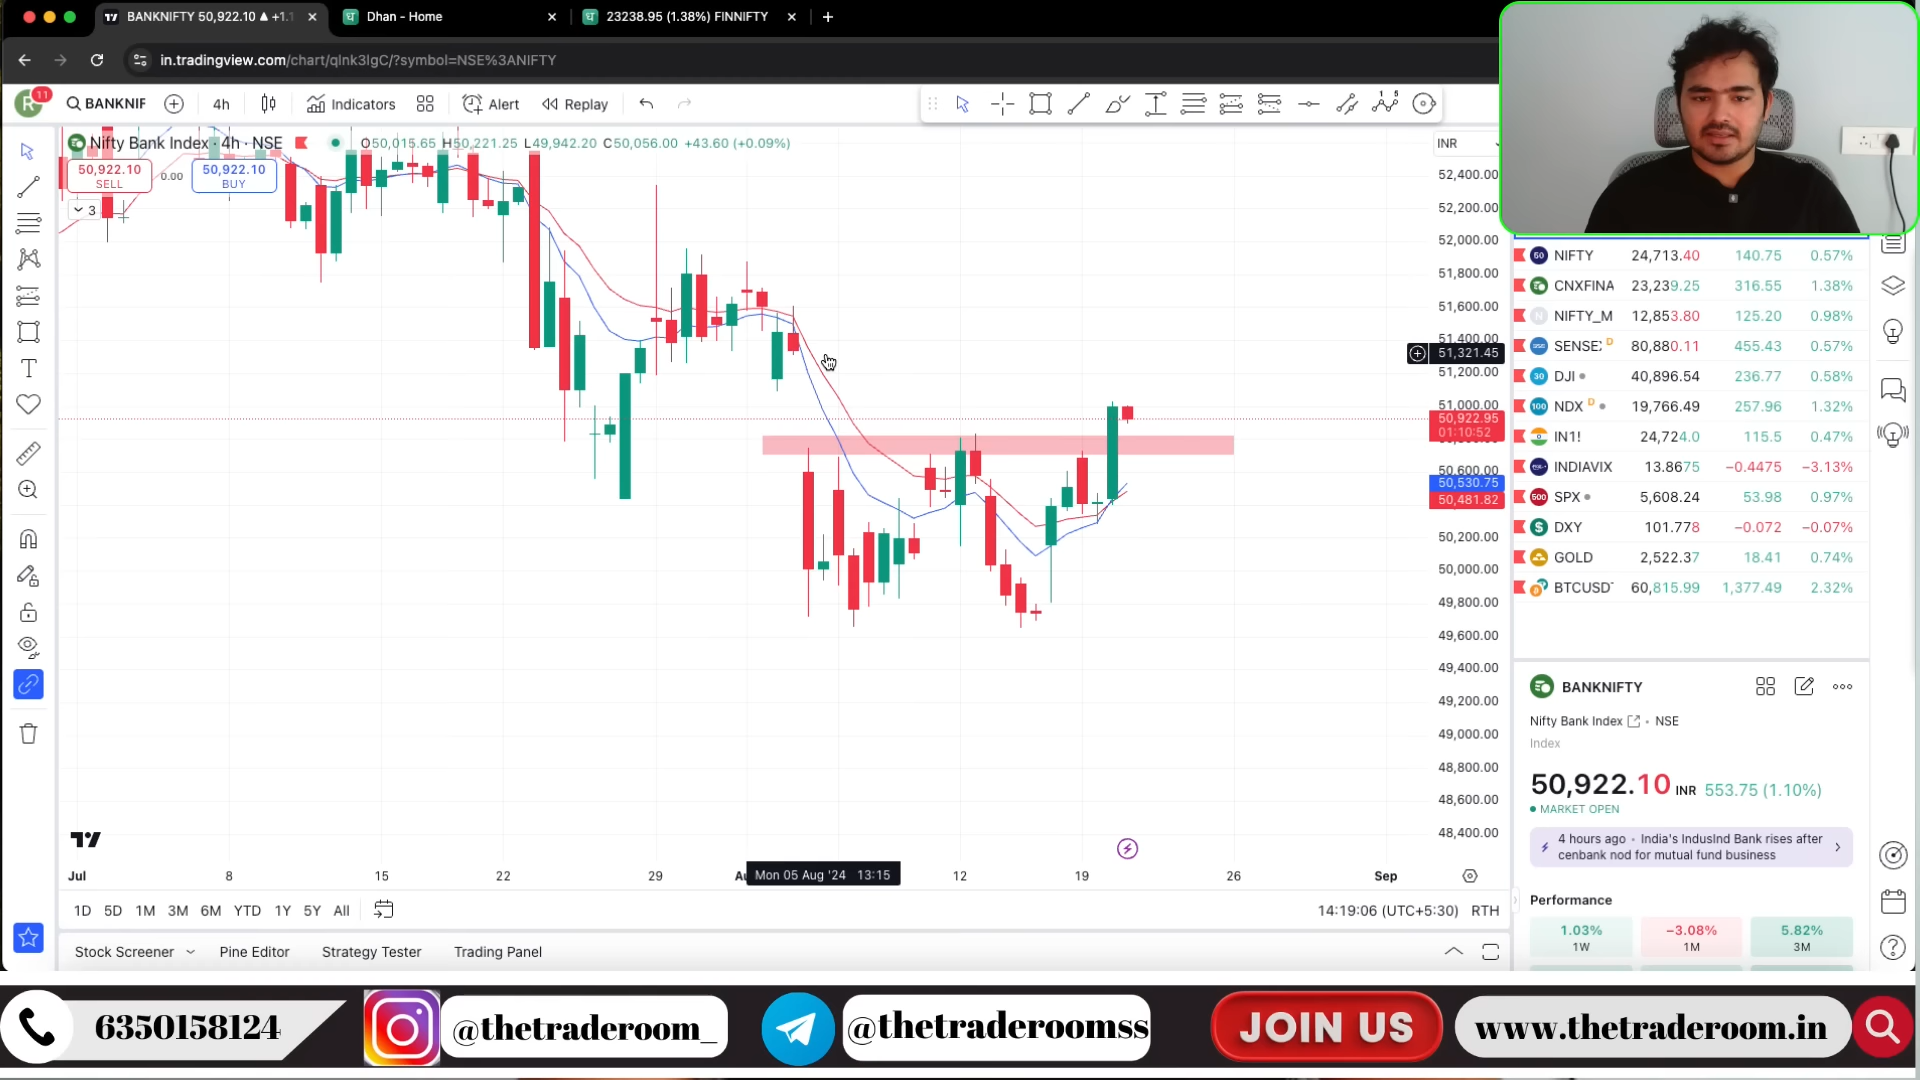 BANKNIFTY 50,922.10 ▲ +1.1
Dhan - Home
23238.95 (1.38%) FINNIFTY
in.tradingview.com/chart/qlnk3lgC/?symbol=NSE%3ANIFTY
R 11
BANKNIF
4h
Indicators
Alert
Replay
Nifty Bank Index · 4h · NSE
O50,015.65 H50,221.25 L49,942.20 C50,056.00 +43.60 (+0.09%)
50,922.10
SELL
0.00
50,922.10
BUY
3
INR
52,400.00
52,200.00
52,000.00
51,800.00
51,600.00
51,400.00
51,321.45
51,200.00
51,000.00
50,922.95
01:10:52
50,600.00
50,530.75
50,481.82
50,200.00
50,000.00
49,800.00
49,600.00
49,400.00
49,200.00
49,000.00
48,800.00
48,600.00
48,400.00
Jul
8
15
22
29
Mon 05 Aug '24 13:15
12
19
26
Sep
1D 5D 1M 3M 6M YTD 1Y 5Y All
14:19:06 (UTC+5:30) RTH
Stock Screener
Pine Editor
Strategy Tester
Trading Panel
NIFTY 24,713.40 140.75 0.57%
CNXFINA 23,239.25 316.55 1.38%
NIFTY_M 12,853.80 125.20 0.98%
SENSE: D 80,880.11 455.43 0.57%
DJI 40,896.54 236.77 0.58%
NDX D 19,766.49 257.96 1.32%
IN1! 24,724.0 115.5 0.47%
INDIAVIX 13.8675 −0.4475 −3.13%
SPX 5,608.24 53.98 0.97%
DXY 101.778 −0.072 −0.07%
GOLD 2,522.37 18.41 0.74%
BTCUSD 60,815.99 1,377.49 2.32%
BANKNIFTY
Nifty Bank Index • NSE
Index
50,922.10 INR 553.75 (1.10%)
MARKET OPEN
4 hours ago • India's IndusInd Bank rises after
cenbank nod for mutual fund business
Performance
1.03%
1W
−3.08%
1M
5.82%
3M
6350158124
@thetraderoom_
@thetraderoomss
JOIN US
www.thetraderoom.in